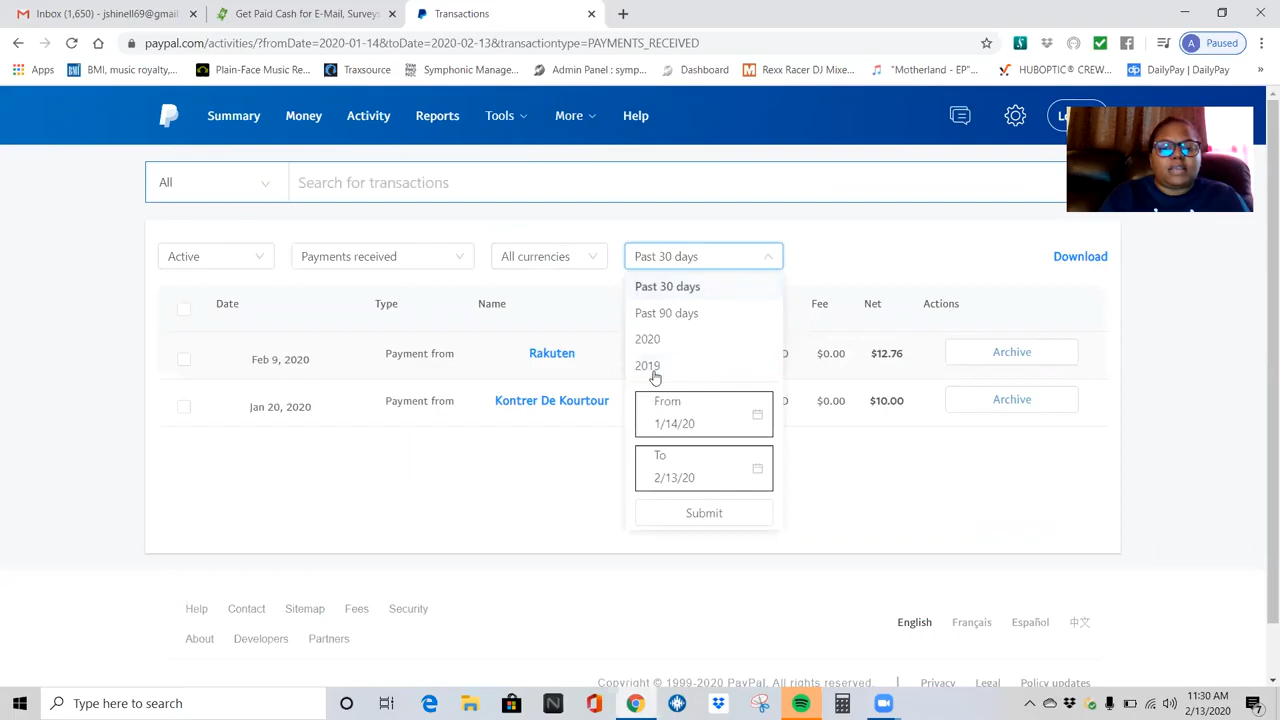 Inbox (1,650) - jshinell69@gmail
Get Paid Cash for E-Mail, Surveys
Transactions
paypal.com/activities/?fromDate=2020-01-14&toDate=2020-02-13&transactiontype=PAYMENTS_RECEIVED
A Paused
Apps
BMI, music royalty,...
Plain-Face Music Re...
Traxsource
Symphonic Manage...
Admin Panel : symp...
Dashboard
Rexx Racer DJ Mixe...
"Motherland - EP"...
HUBOPTIC® CREW...
DailyPay | DailyPay
Summary Money Activity Reports Tools More Help
All Search for transactions
Active Payments received All currencies Past 30 days Download
Past 30 days
Past 90 days
2020
2019
From
1/14/20
To
2/13/20
Submit
Date Type Name Fee Net Actions
Feb 9, 2020 Payment from Rakuten $0.00 $12.76 Archive
Jan 20, 2020 Payment from Kontrer De Kourtour $0.00 $10.00 Archive
Help Contact Sitemap Fees Security
About Developers Partners
English Français Español 中文
Copyright © 1999-2020 PayPal. All rights reserved. | Privacy Legal Policy updates
Type here to search
11:30 AM
2/13/2020
7